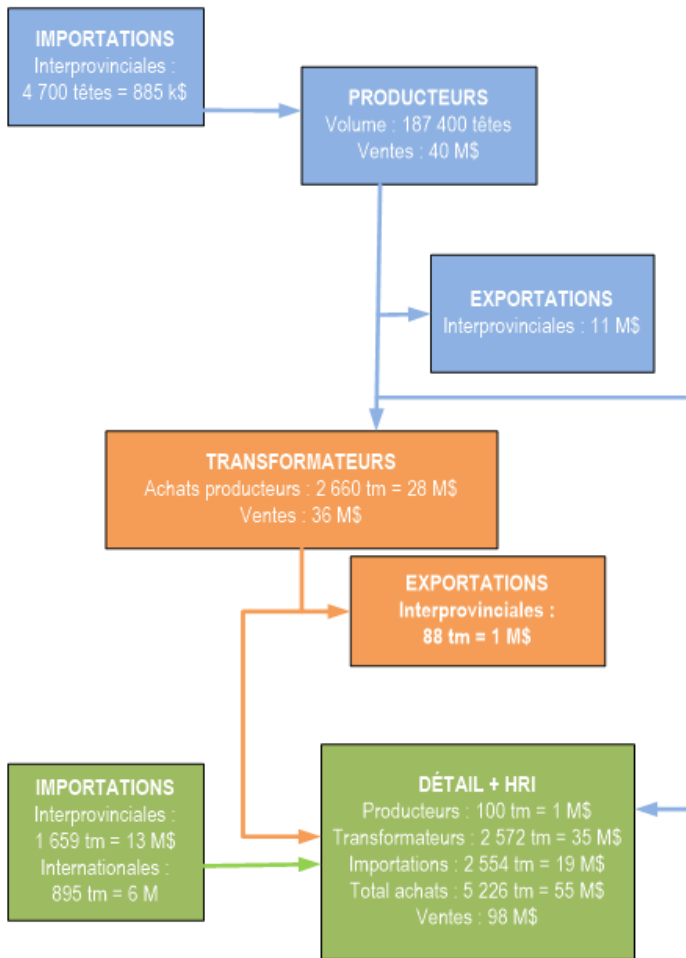 IMPORTATIONS
Interprovinciales :
4 700 têtes = 885 k$
PRODUCTEURS
Volume : 187 400 têtes
Ventes : 40 M$
EXPORTATIONS
Interprovinciales : 11 M$
TRANSFORMATEURS
Achats producteurs : 2 660 tm = 28 M$
Ventes : 36 M$
EXPORTATIONS
Interprovinciales :
88 tm = 1 M$
IMPORTATIONS
Interprovinciales :
1 659 tm = 13 M$
Internationales :
895 tm = 6 M
DÉTAIL + HRI
Producteurs : 100 tm = 1 M$
Transformateurs : 2 572 tm = 35 M$
Importations : 2 554 tm = 19 M$
Total achats : 5 226 tm = 55 M$
Ventes : 98 M$